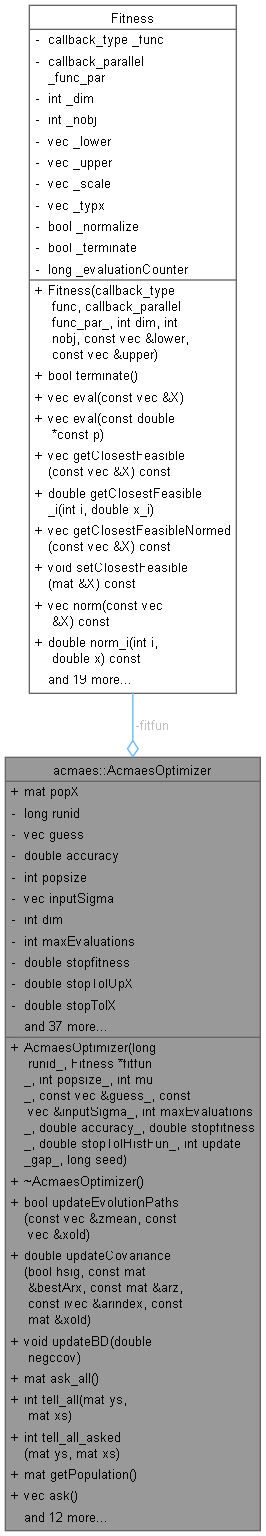 Fitness
- callback_type _func
- callback_parallel
_func_par
- int _dim
- int _nobj
- vec _lower
- vec _upper
- vec _scale
- vec _typx
- bool _normalize
- bool _terminate
- long _evaluationCounter
+ Fitness(callback_type
func, callback_parallel
func_par_, int dim, int
nobj, const vec &lower,
const vec &upper)
+ bool terminate()
+ vec eval(const vec &X)
+ vec eval(const double
*const p)
+ vec getClosestFeasible
(const vec &X) const
+ double getClosestFeasible
_i(int i, double x_i)
+ vec getClosestFeasibleNormed
(const vec &X) const
+ void setClosestFeasible
(mat &X) const
+ vec norm(const vec
&X) const
+ double norm_i(int i,
double x) const
and 19 more...
-fitfun
acmaes::AcmaesOptimizer
+ mat popX
- long runid
- vec guess
- double accuracy
- int popsize
- vec inputSigma
- int dim
- int maxEvaluations
- double stopfitness
- double stopTolUpX
- double stopTolX
and 37 more...
+ AcmaesOptimizer(long
runid_, Fitness *fitfun
_, int popsize_, int mu
_, const vec &guess_, const
vec &inputSigma_, int maxEvaluations
_, double accuracy_, double stopfitness
_, double stopTolHistFun_, int update
_gap_, long seed)
+ ~AcmaesOptimizer()
+ bool updateEvolutionPaths
(const vec &zmean, const
vec &xold)
+ double updateCovariance
(bool hsig, const mat
&bestArx, const mat &arz,
const ivec &arindex, const
mat &xold)
+ void updateBD(double
negccov)
+ mat ask_all()
+ int tell_all(mat ys,
mat xs)
+ int tell_all_asked
(mat ys, mat xs)
+ mat getPopulation()
+ vec ask()
and 12 more...